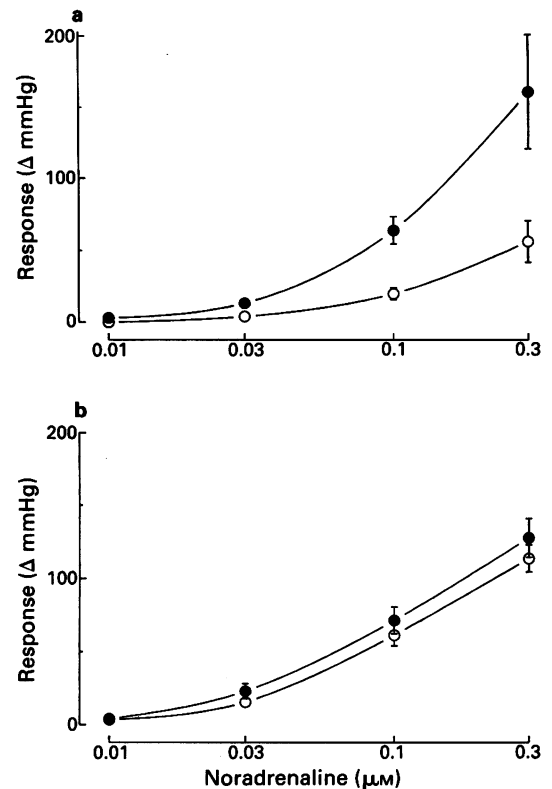 a
200
100
0
Response (Δ mmHg)
0.01 0.03 0.1 0.3
b
200
100
0
Response (Δ mmHg)
0.01 0.03 0.1 0.3
Noradrenaline (μM)